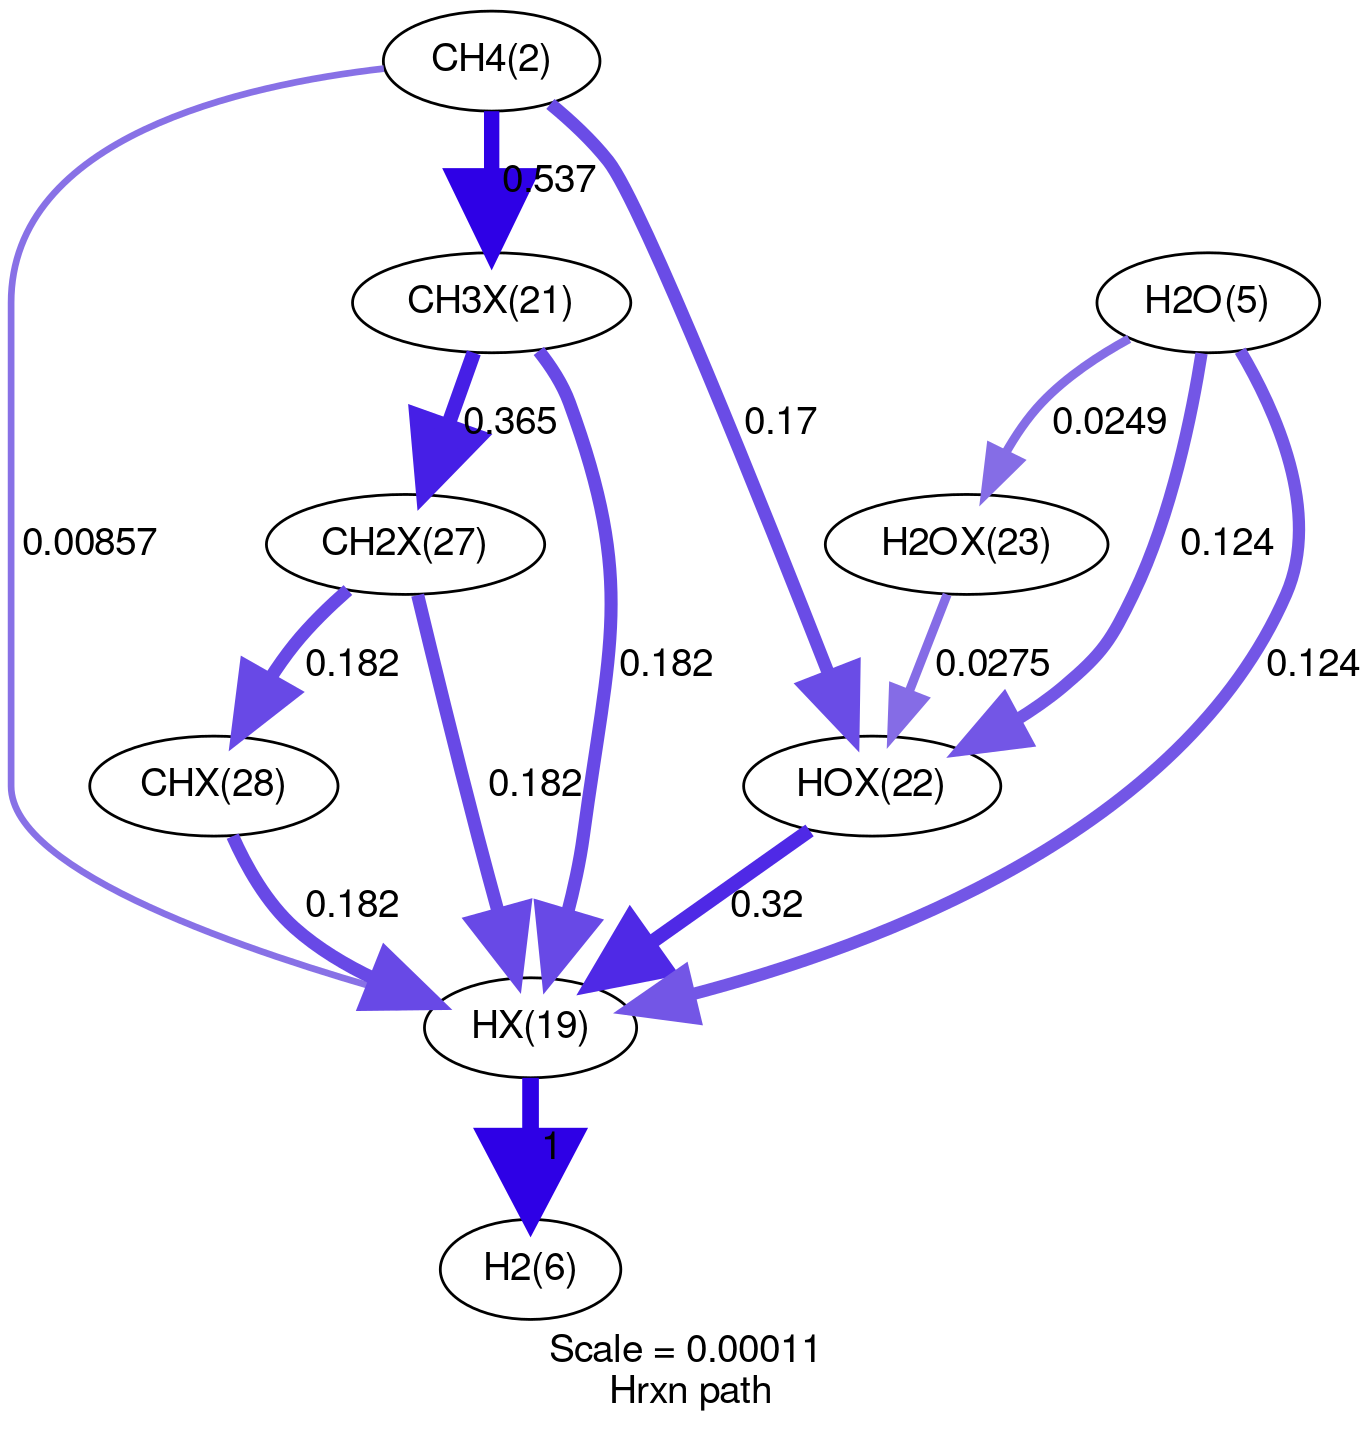 CH4(2)
0.537
CH3X(21)
H2O(5)
0.365
0.17
0.0249
CH2X(27)
H2OX(23)
0.00857
0.124
0.182
0.182
0.0275
0.124
CHX(28)
0.182
HOX(22)
0.182
0.32
HX(19)
1
H2(6)
Scale = 0.00011
Hrxn path